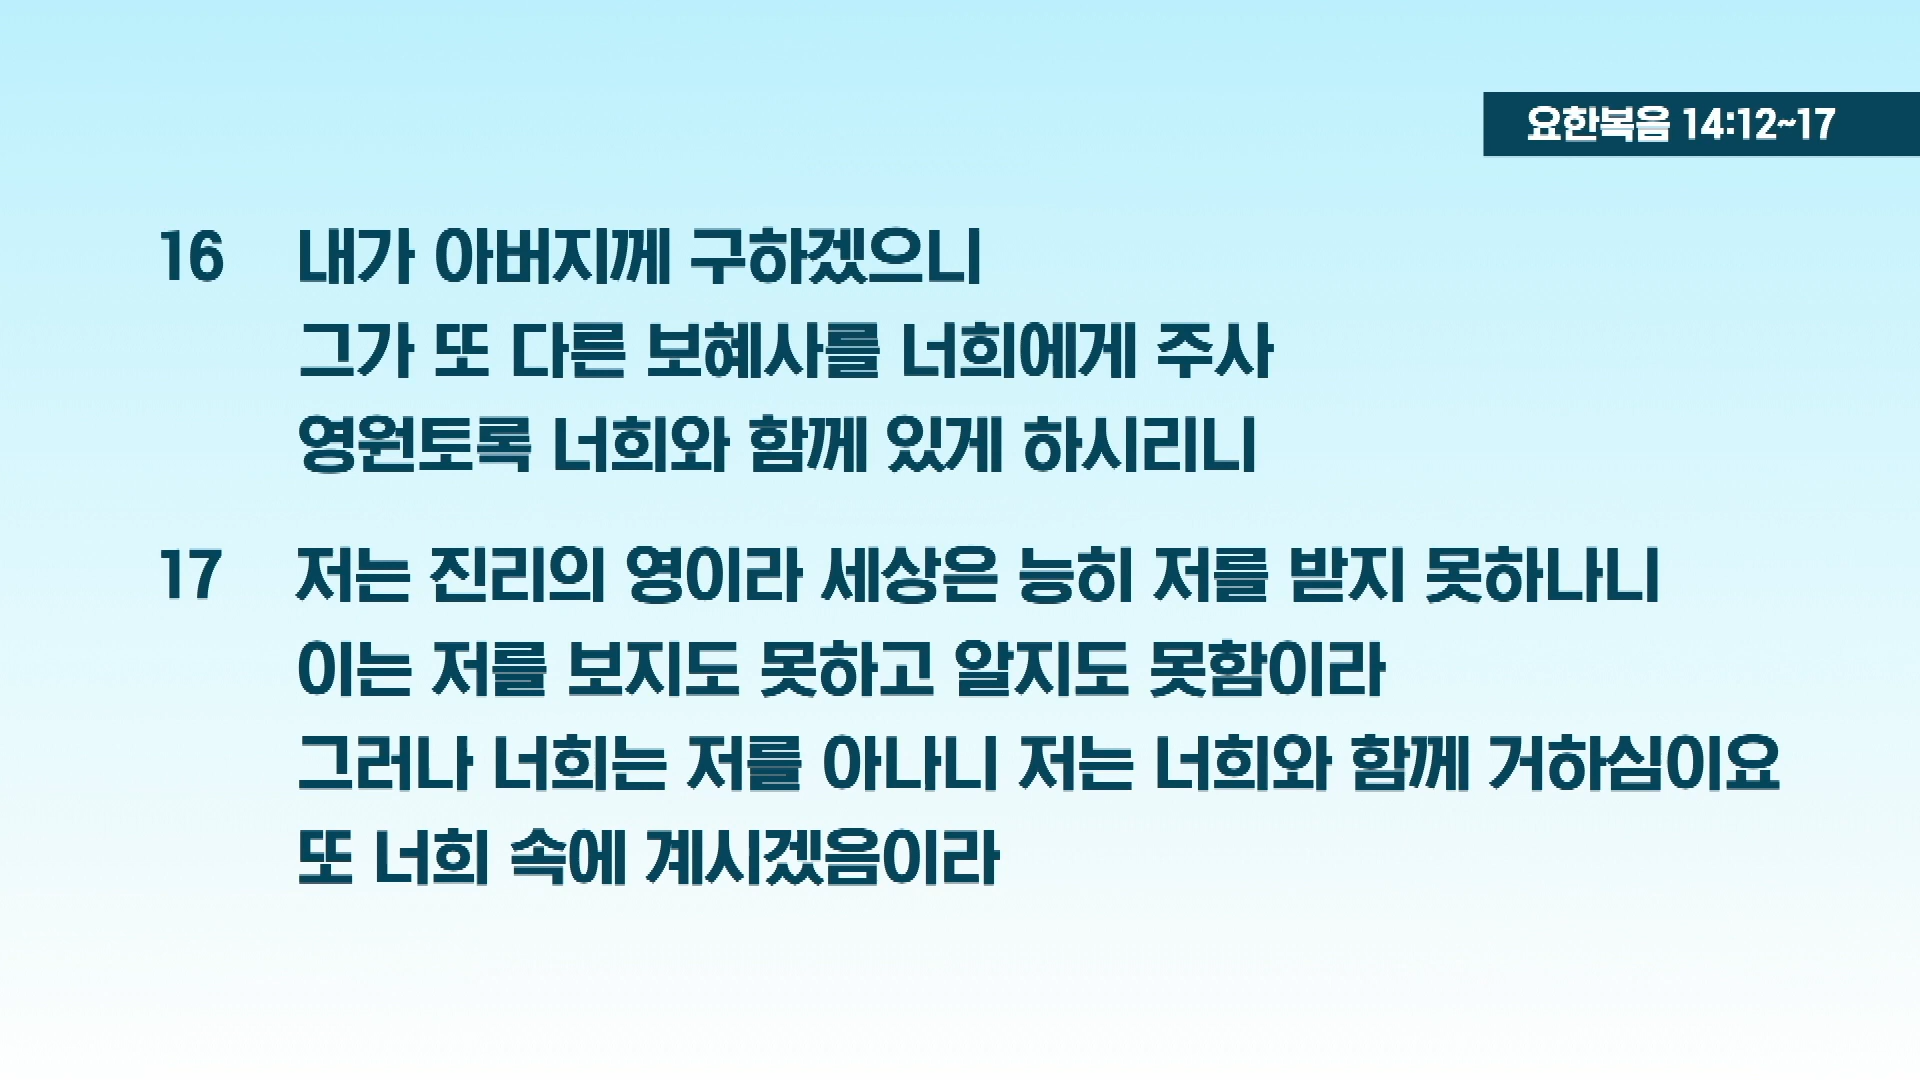 요한복음 14:12~17
16 내가 아버지께 구하겠으니
그가 또 다른 보혜사를 너희에게 주사
영원토록 너희와 함께 있게 하시리니
17 저는 진리의 영이라 세상은 능히 저를 받지 못하나니
이는 저를 보지도 못하고 알지도 못함이라
그러나 너희는 저를 아나니 저는 너희와 함께 거하심이요
또 너희 속에 계시겠음이라